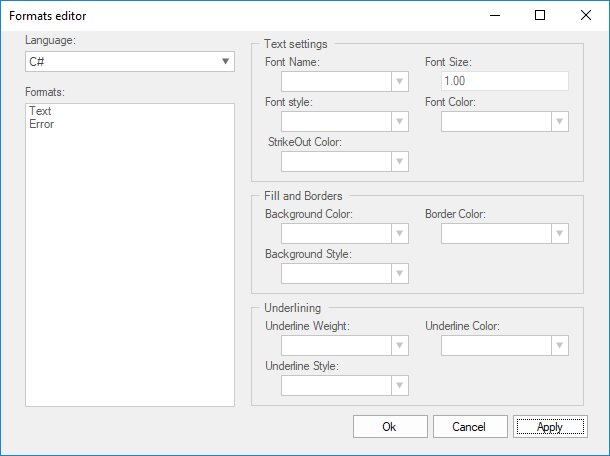 Formats editor
Language:
C#
Formats:
Text
Error
Text settings
Font Name:
Font Size:
1.00
Font style:
Font Color:
StrikeOut Color:
Fill and Borders
Background Color:
Border Color:
Background Style:
Underlining
Underline Weight:
Underline Color:
Underline Style:
Ok
Cancel
Apply